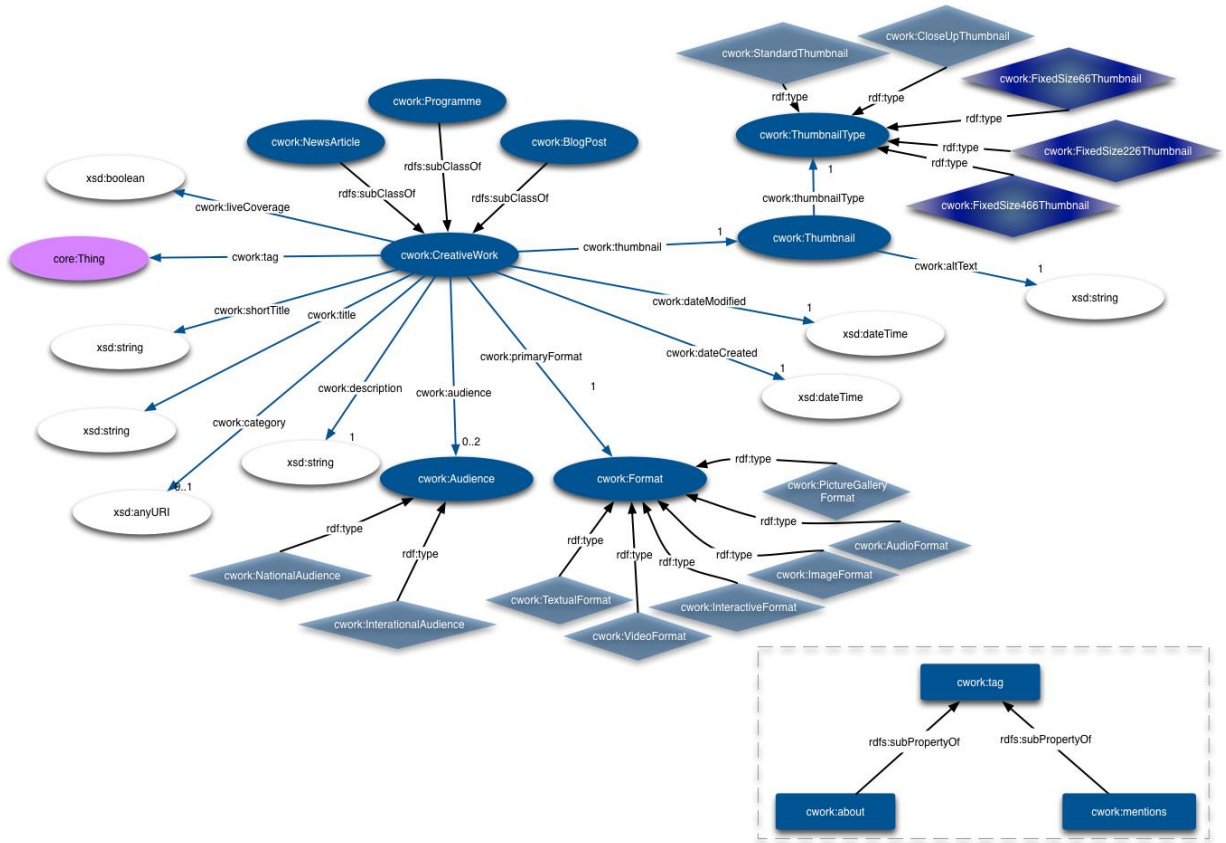 cwork:CloseUpThumbnail
cwork:StandardThumbnail
cwork:FixedSize66Thumbnail
rdf:type
rdf:type
cwork:Programme
rdf:type
cwork:ThumbnailType
cwork:NewsArticle
cwork:BlogPost
rdf:type
cwork:FixedSize226Thumbnail
rdfs:subClassOf
rdf:type
1
xsd:boolean
rdfs:subClassOf
rdfs:subClassOf
cwork:thumbnailType
cwork:FixedSize466Thumbnail
cwork:liveCoverage
1
cwork:Thumbnail
cwork:thumbnail
core:Thing
cwork:tag
cwork:CreativeWork
cwork:altText
1
xsd:string
cwork:dateModified
1
cwork:shortTitle
cwork:title
xsd:dateTime
xsd:string
cwork:primaryFormat
cwork:dateCreated
1
cwork:description
cwork:audience
1
xsd:dateTime
cwork:category
xsd:string
1
0..2
xsd:string
cwork:Audience
cwork:Format
rdf:type
0..1
cwork:PictureGallery
Format
xsd:anyURI
rdf:type
rdf:type
rdf:type
cwork:AudioFormat
rdf:type
rdf:type
rdf:type
rdf:type
cwork:NationalAudience
cwork:ImageFormat
cwork:TextualFormat
cwork:InteractiveFormat
cwork:InterationalAudience
cwork:VideoFormat
cwork:tag
rdfs:subPropertyOf
rdfs:subPropertyOf
cwork:about
cwork:mentions